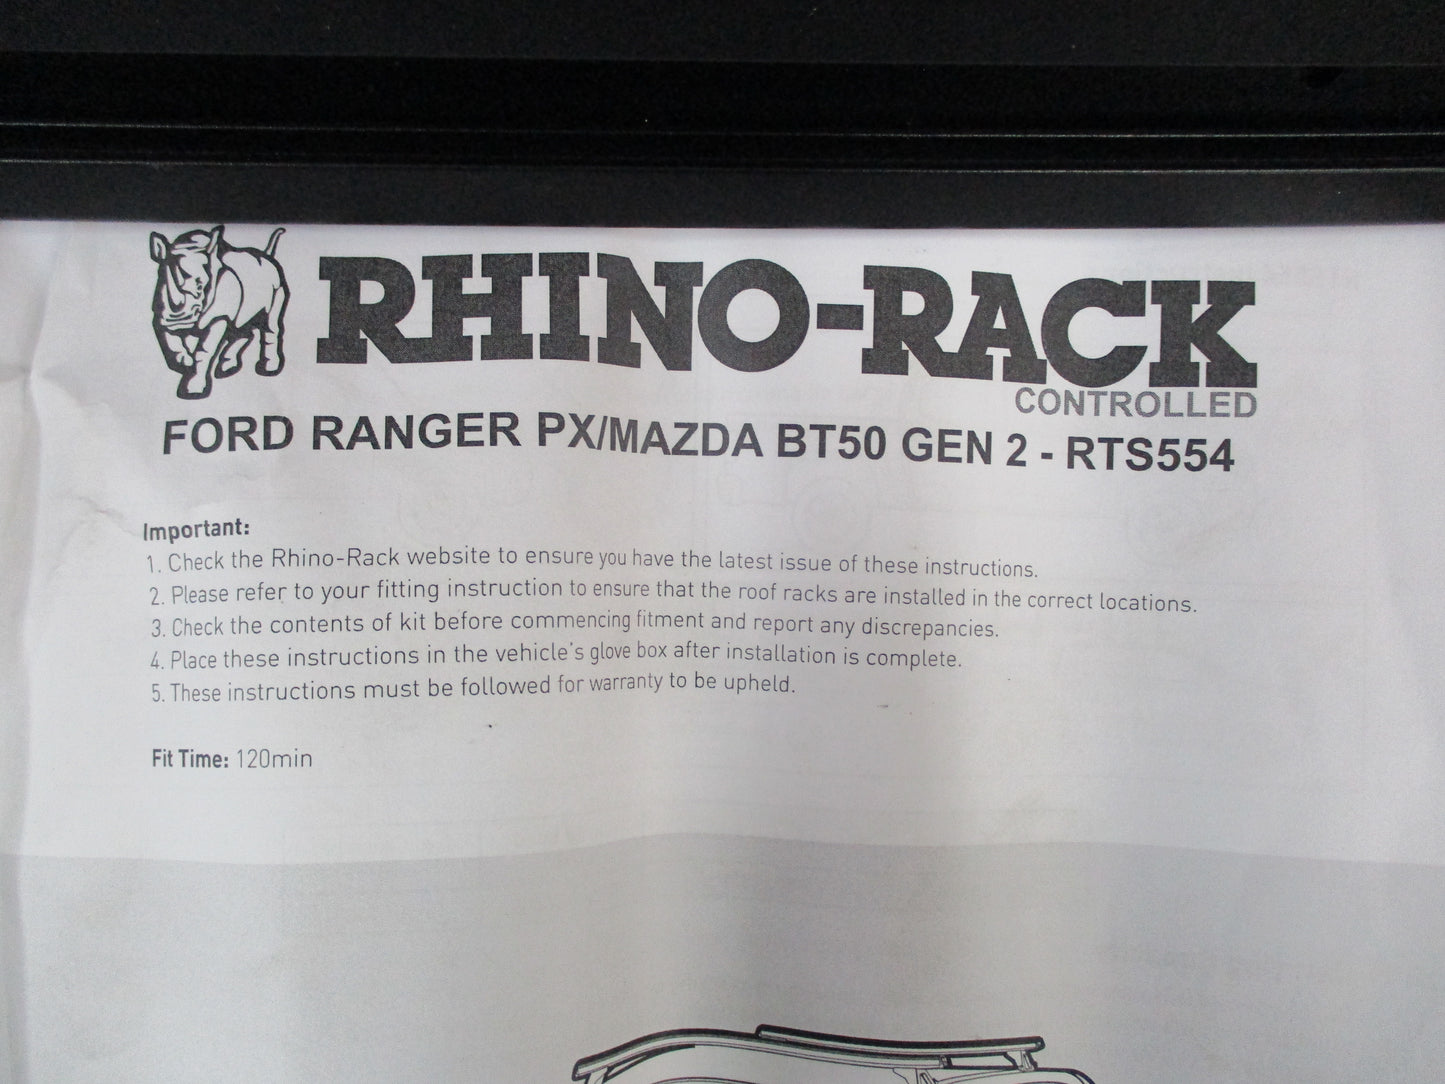 RHINO-RACK
CONTROLLED
FORD RANGER PX/MAZDA BT50 GEN 2 - RTS554
Important:
1. Check the Rhino-Rack website to ensure you have the latest issue of these instructions.
2. Please refer to your fitting instruction to ensure that the roof racks are installed in the correct locations.
3. Check the contents of kit before commencing fitment and report any discrepancies.
4. Place these instructions in the vehicle's glove box after installation is complete.
5. These instructions must be followed for warranty to be upheld.
Fit Time: 120min